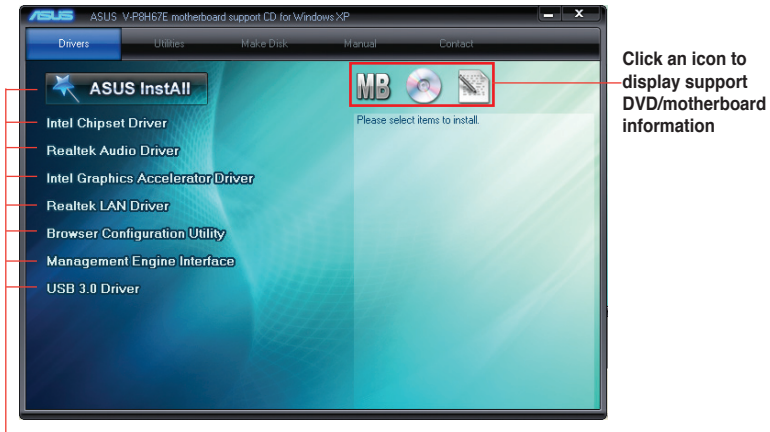 ASUS ASUS V-P8H67E motherboard support CD for Windows XP
Drivers Utilities Make Disk Manual Contact
ASUS InstAll
MB
Intel Chipset Driver
Please select items to install.
Realtek Audio Driver
Intel Graphics Accelerator Driver
Realtek LAN Driver
Browser Configuration Utility
Management Engine Interface
USB 3.0 Driver
Click an icon to
display support
DVD/motherboard
information